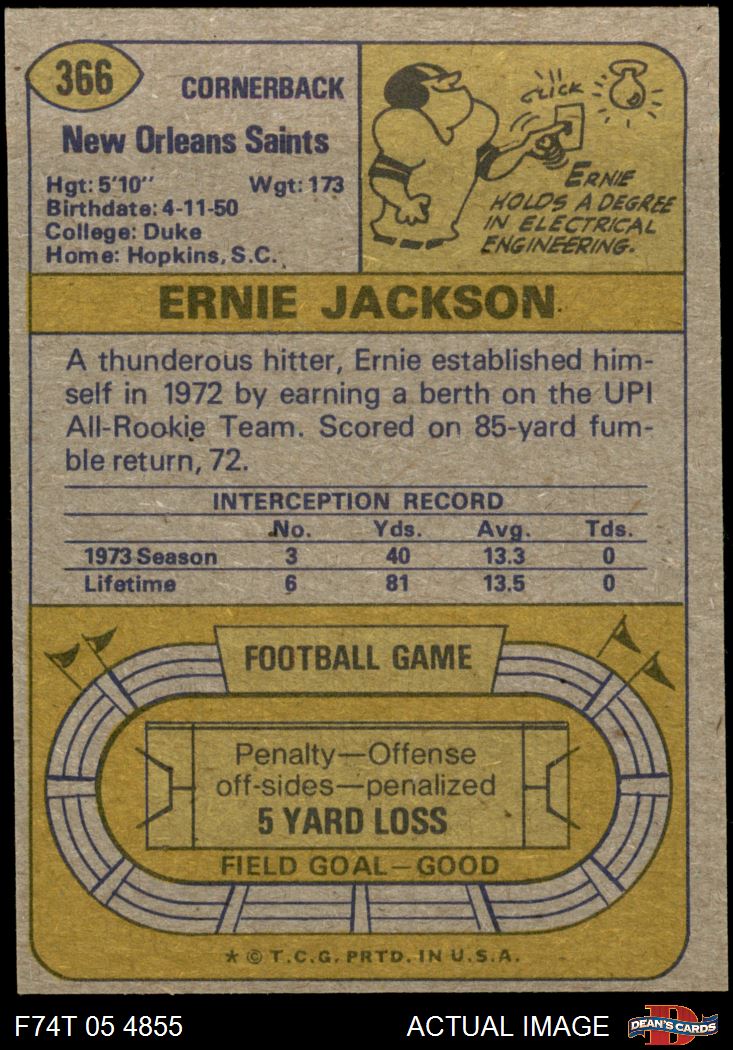 366
CORNERBACK
New Orleans Saints
Hgt: 5'10" Wgt: 173
Birthdate: 4-11-50
College: Duke
Home: Hopkins, S.C.
CLICK
ERNIE
HOLDS A DEGREE
IN ELECTRICAL
ENGINEERING.
ERNIE JACKSON
A thunderous hitter, Ernie established him-
self in 1972 by earning a berth on the UPI
All-Rookie Team. Scored on 85-yard fum-
ble return, 72.
INTERCEPTION RECORD
No. Yds. Avg. Tds.
1973 Season 3 40 13.3 0
Lifetime 6 81 13.5 0
FOOTBALL GAME
Penalty—Offense
off-sides—penalized
5 YARD LOSS
FIELD GOAL—GOOD
* © T.C.G. PRTD. IN U.S.A.
F74T 05 4855 ACTUAL IMAGE D DEAN'S CARDS